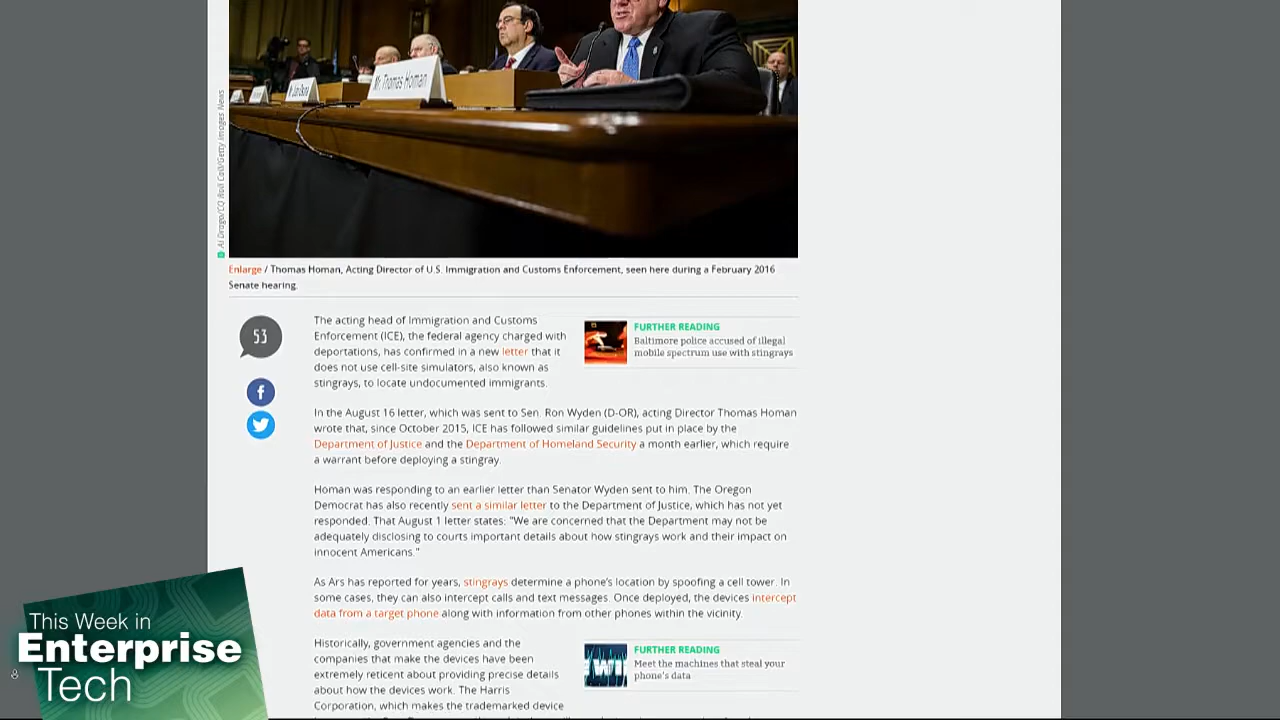 Mr. Thomas Homan
Al Drago/CQ Roll Call/Getty Images News
Enlarge / Thomas Homan, Acting Director of U.S. Immigration and Customs Enforcement, seen here during a February 2016
Senate hearing.
53
The acting head of Immigration and Customs
Enforcement (ICE), the federal agency charged with
deportations, has confirmed in a new letter that it
does not use cell-site simulators, also known as
stingrays, to locate undocumented immigrants.
FURTHER READING
Baltimore police accused of illegal
mobile spectrum use with stingrays
In the August 16 letter, which was sent to Sen. Ron Wyden (D-OR), acting Director Thomas Homan
wrote that, since October 2015, ICE has followed similar guidelines put in place by the
Department of Justice and the Department of Homeland Security a month earlier, which require
a warrant before deploying a stingray.
Homan was responding to an earlier letter than Senator Wyden sent to him. The Oregon
Democrat has also recently sent a similar letter to the Department of Justice, which has not yet
responded. That August 1 letter states: "We are concerned that the Department may not be
adequately disclosing to courts important details about how stingrays work and their impact on
innocent Americans."
As Ars has reported for years, stingrays determine a phone's location by spoofing a cell tower. In
some cases, they can also intercept calls and text messages. Once deployed, the devices intercept
data from a target phone along with information from other phones within the vicinity.
Historically, government agencies and the
companies that make the devices have been
extremely reticent about providing precise details
about how the devices work. The Harris
Corporation, which makes the trademarked device
FURTHER READING
Meet the machines that steal your
phone's data
This Week in
Enterprise
Tech